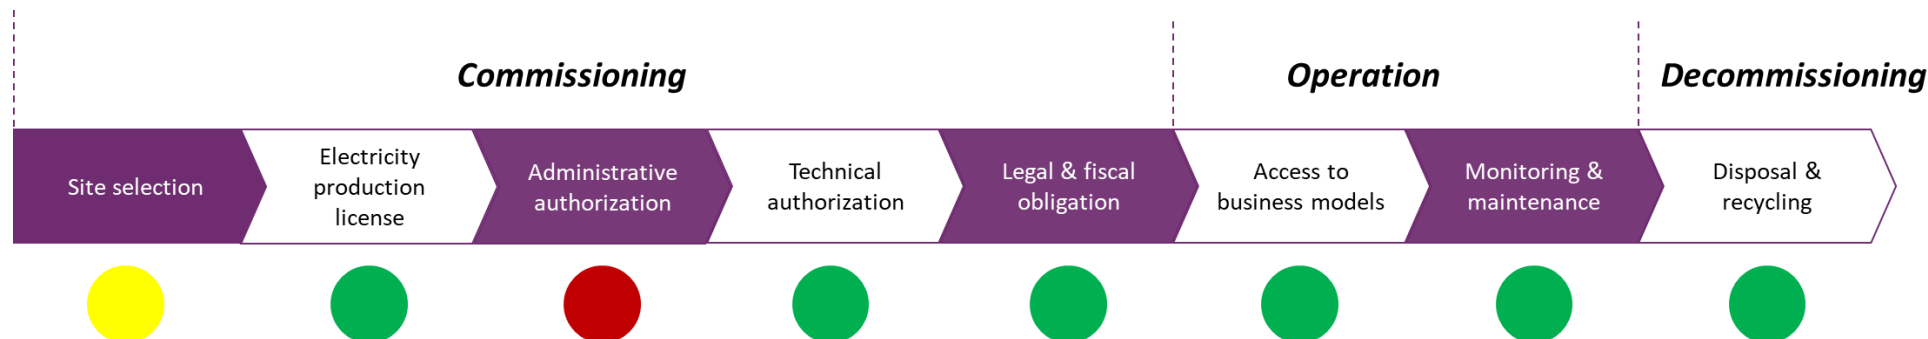 Commissioning
Operation
Decommissioning
Site selection
Electricity
production
license
Administrative
authorization
Technical
authorization
Legal & fiscal
obligation
Access to
business models
Monitoring &
maintenance
Disposal &
recycling